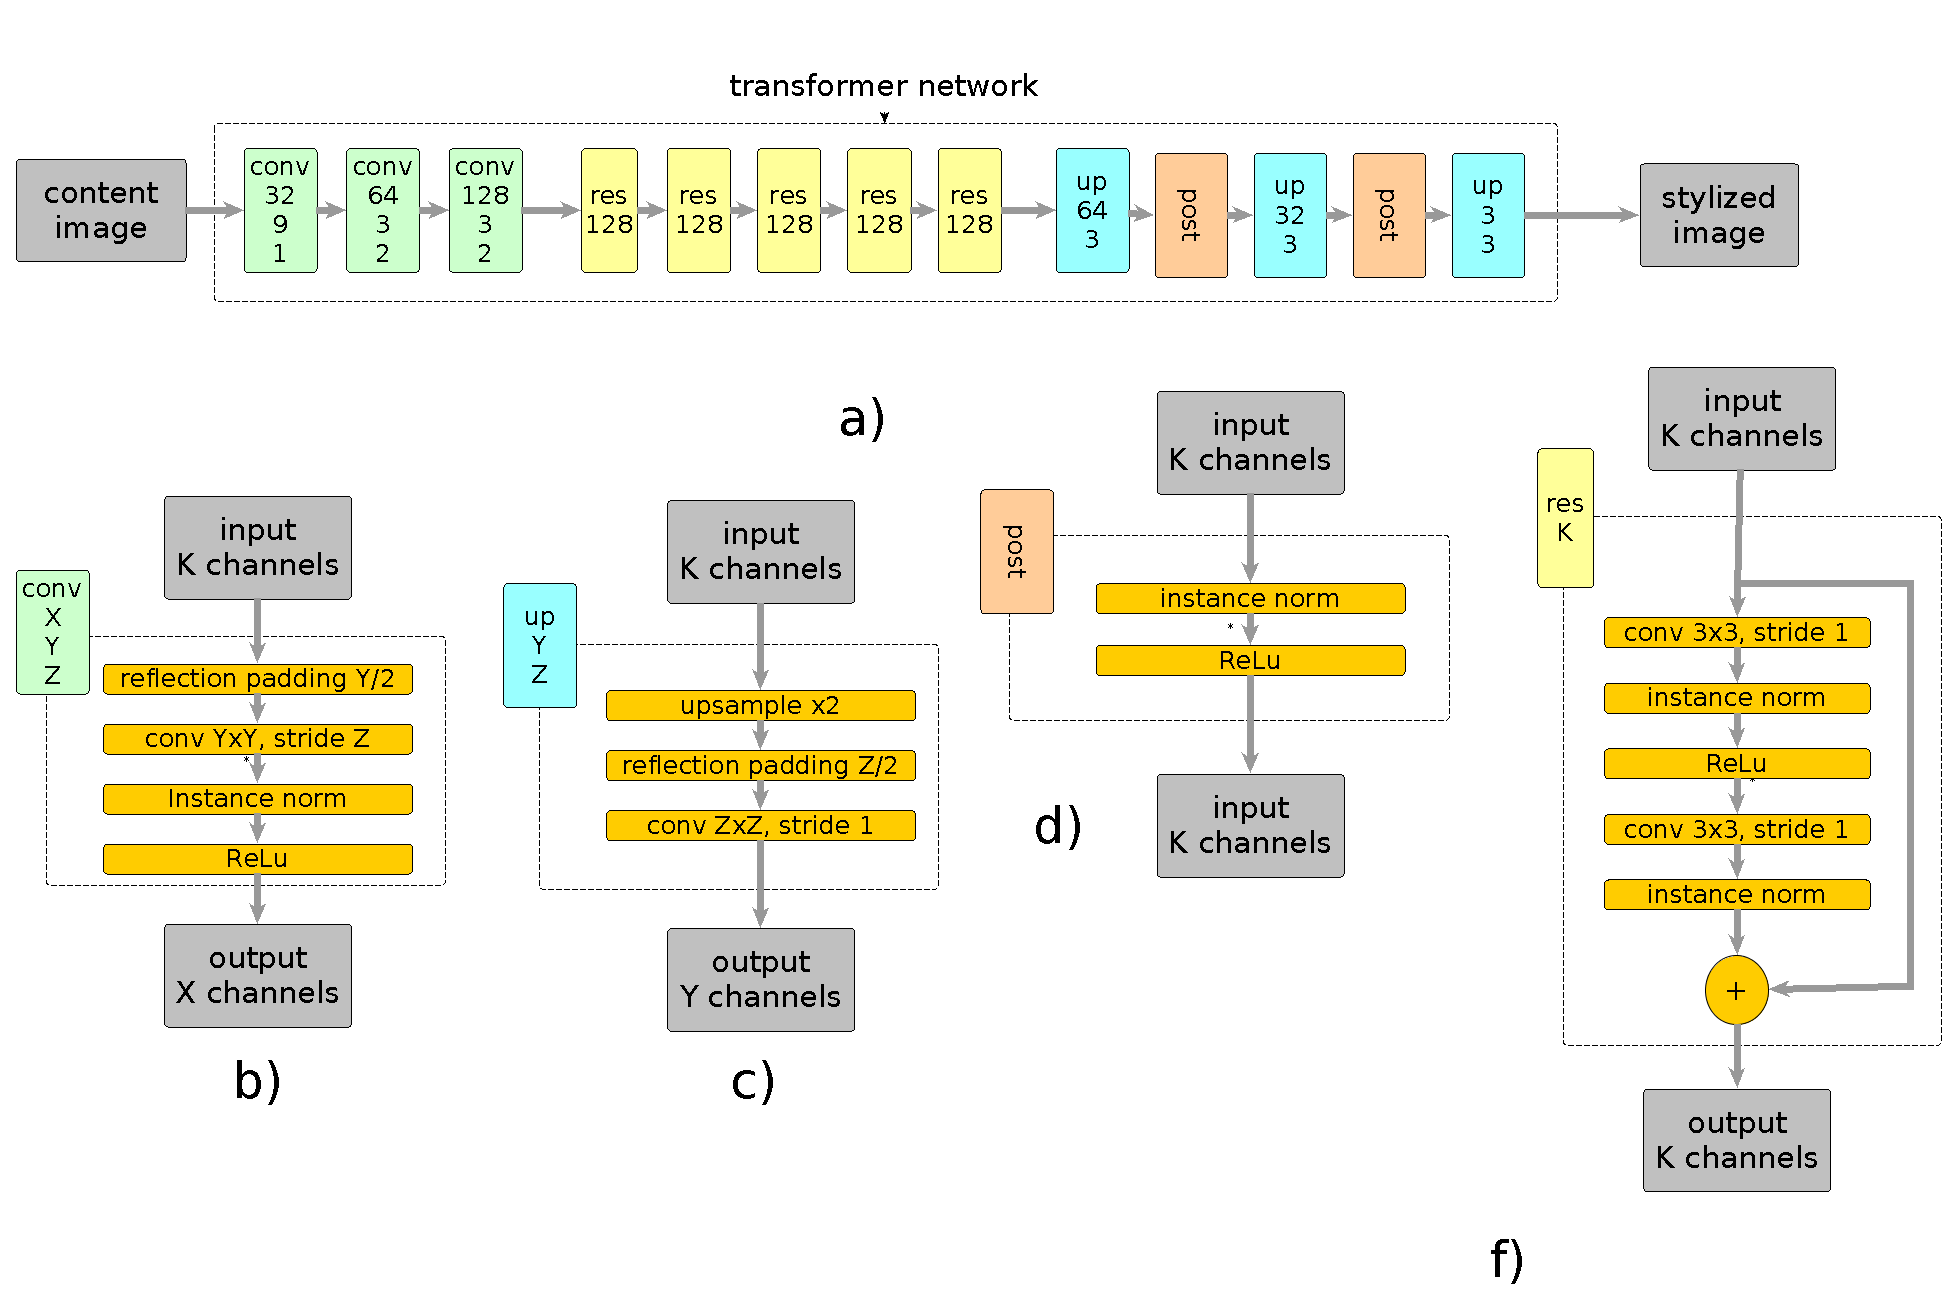 transformer network
content
image
conv
32
9
1
conv
64
3
2
conv
128
3
2
res
128
res
128
res
128
res
128
res
128
up
64
3
post
up
32
3
post
up
3
3
stylized
image
a)
input
K channels
conv
X
Y
Z
reflection padding Y/2
conv YxY, stride Z
*
Instance norm
ReLu
output
X channels
b)
input
K channels
up
Y
Z
upsample x2
reflection padding Z/2
conv ZxZ, stride 1
output
Y channels
c)
input
K channels
post
instance norm
*
ReLu
input
K channels
d)
input
K channels
res
K
conv 3x3, stride 1
instance norm
ReLu
*
conv 3x3, stride 1
instance norm
+
output
K channels
f)